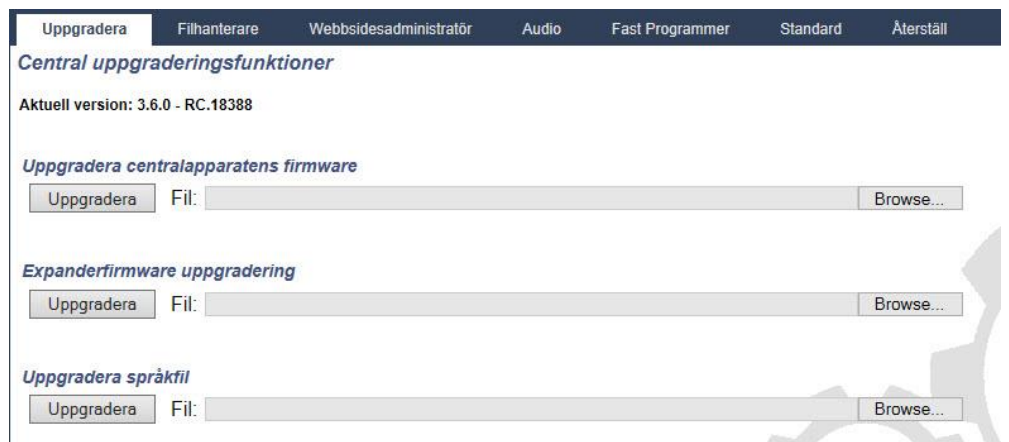 Uppgradera Filhanterare Webbsidesadministratör Audio Fast Programmer Standard Återställ
Central uppgraderingsfunktioner
Aktuell version: 3.6.0 - RC.18388
Uppgradera centralapparatens firmware
Uppgradera Fil: Browse...
Expanderfirmware uppgradering
Uppgradera Fil: Browse...
Uppgradera språkfil
Uppgradera Fil: Browse...